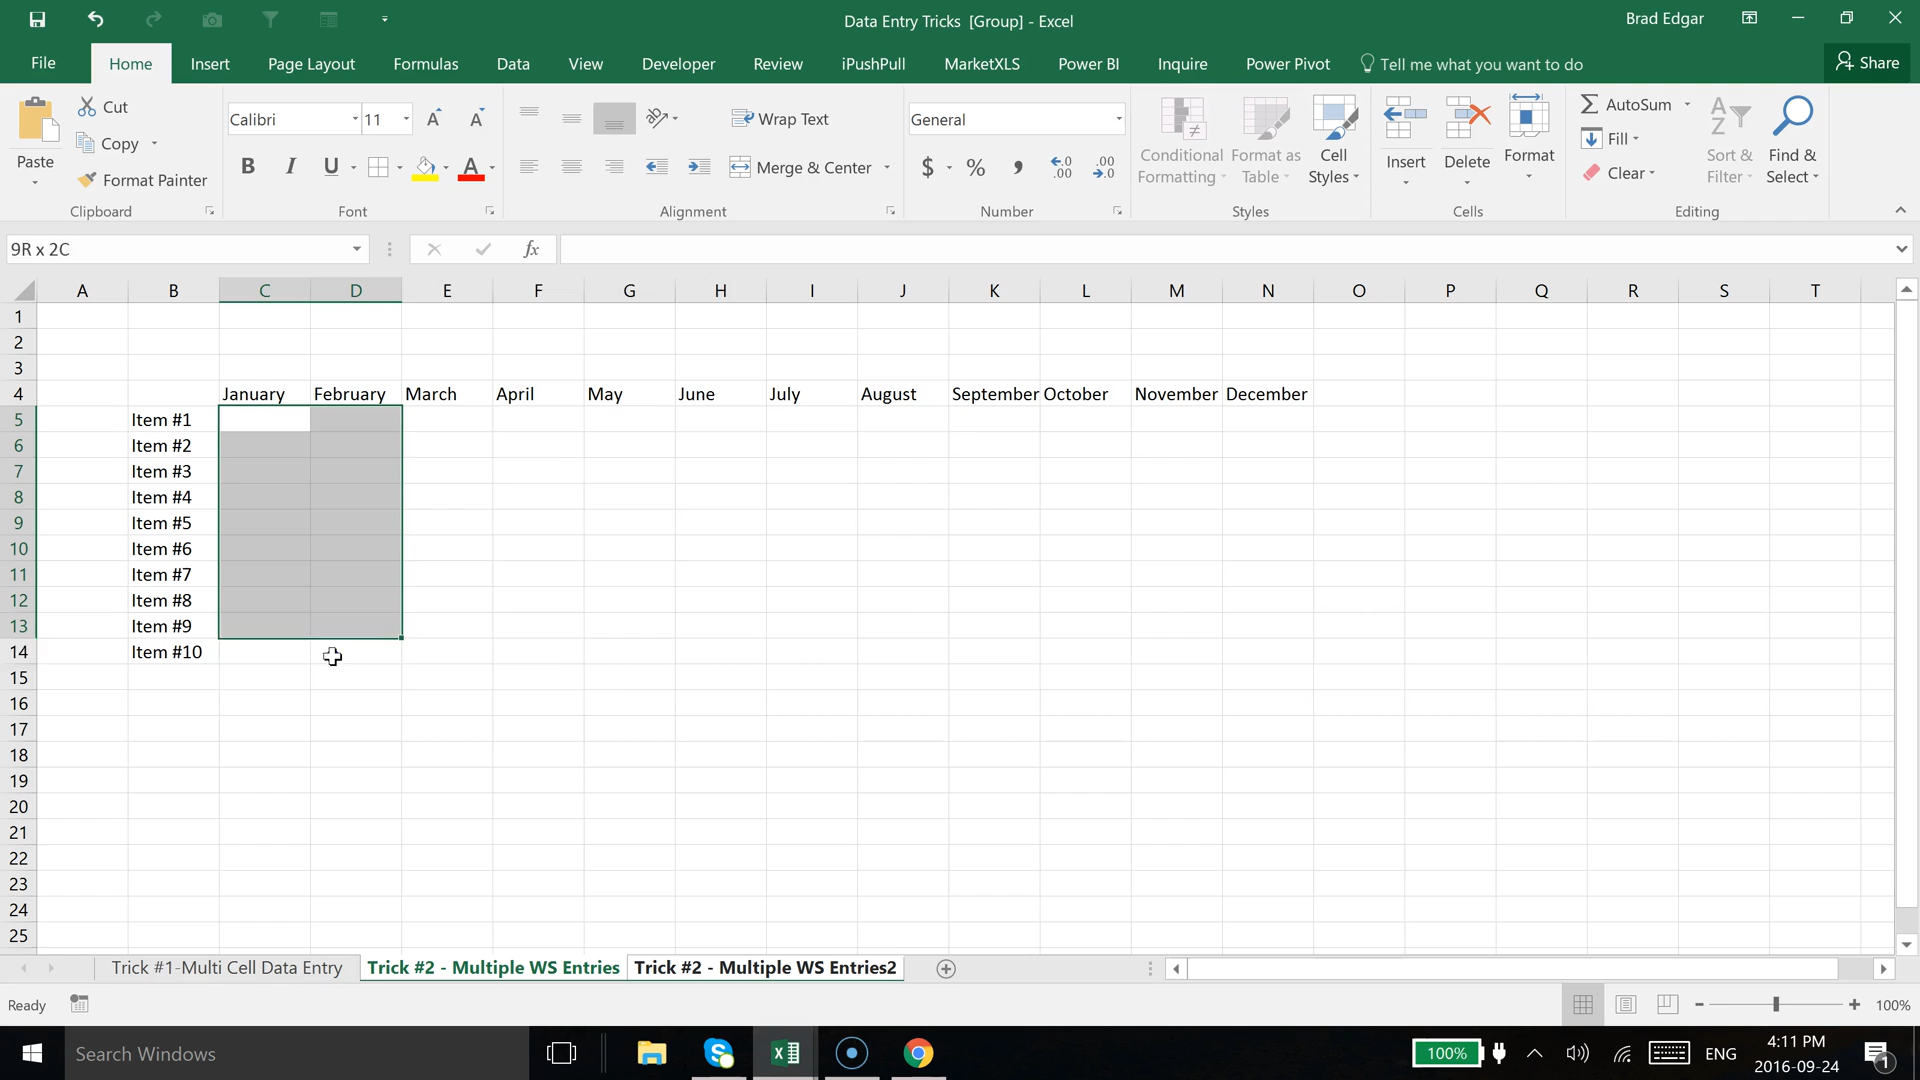 Data Entry Tricks [Group] - Excel
Brad Edgar
File Home Insert Page Layout Formulas Data View Developer Review iPushPull MarketXLS Power BI Inquire Power Pivot Tell me what you want to do Share
Paste
Cut
Copy
Format Painter
Clipboard
Calibri 11
B I U A
Font
Wrap Text
Merge & Center
Alignment
General
$ % , .00 .00
Number
Conditional Formatting
Format as Table
Cell Styles
Styles
Insert
Delete
Format
Cells
AutoSum
Fill
Clear
Sort & Filter
Find & Select
Editing
9R x 2C fx
A B C D E F G H I J K L M N O P Q R S T
1
2
3
4 January February March April May June July August September October November December
5 Item #1
6 Item #2
7 Item #3
8 Item #4
9 Item #5
10 Item #6
11 Item #7
12 Item #8
13 Item #9
14 Item #10
15
16
17
18
19
20
21
22
23
24
25
Trick #1-Multi Cell Data Entry Trick #2 - Multiple WS Entries Trick #2 - Multiple WS Entries2
Ready 100%
Search Windows 100% ENG 4:11 PM 1
2016-09-24